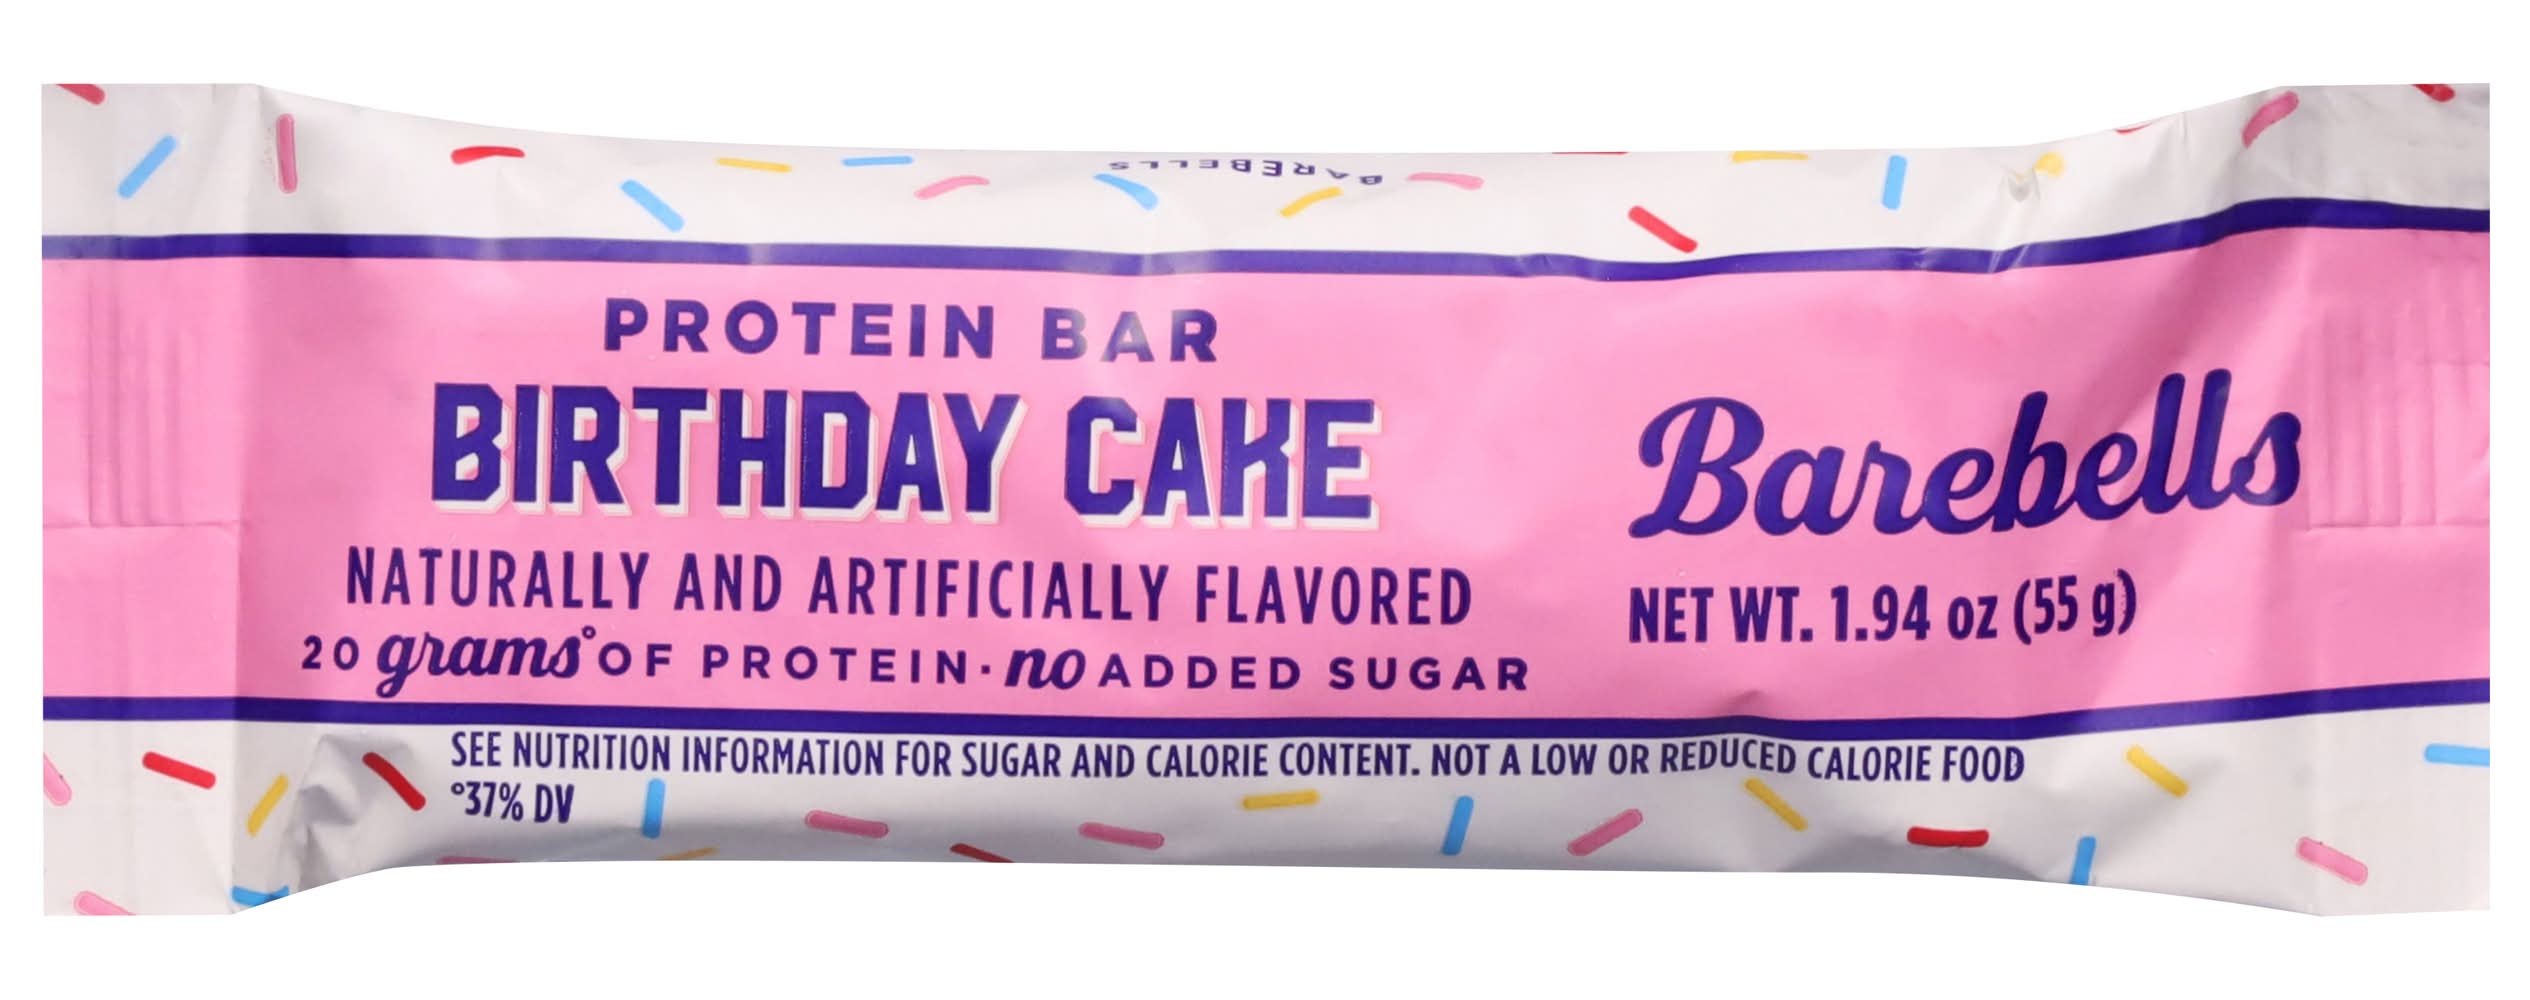 BAREBELLS
PROTEIN BAR
BIRTHDAY CAKE
NATURALLY AND ARTIFICIALLY FLAVORED
20 grams° OF PROTEIN · no ADDED SUGAR
Barebells
NET WT. 1.94 oz (55 g)
SEE NUTRITION INFORMATION FOR SUGAR AND CALORIE CONTENT. NOT A LOW OR REDUCED CALORIE FOOD
°37% DV